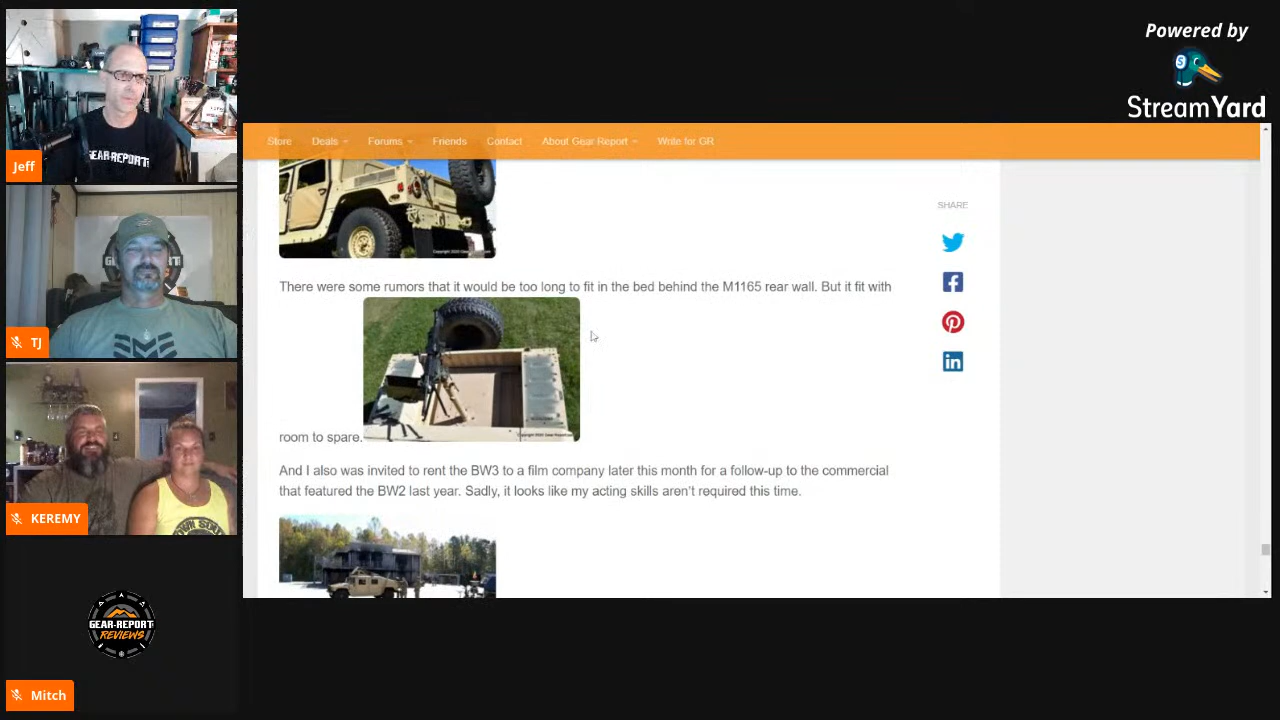 Powered by
StreamYard
GEAR-REPORT
Jeff
TJ
KEREMY
GEAR-REPORT
REVIEWS
Mitch
Store Deals Forums Friends Contact About Gear Report Write for GR
There were some rumors that it would be too long to fit in the bed behind the M1165 rear wall. But it fit with
room to spare.
And I also was invited to rent the BW3 to a film company later this month for a follow-up to the commercial
that featured the BW2 last year. Sadly, it looks like my acting skills aren't required this time.
SHARE